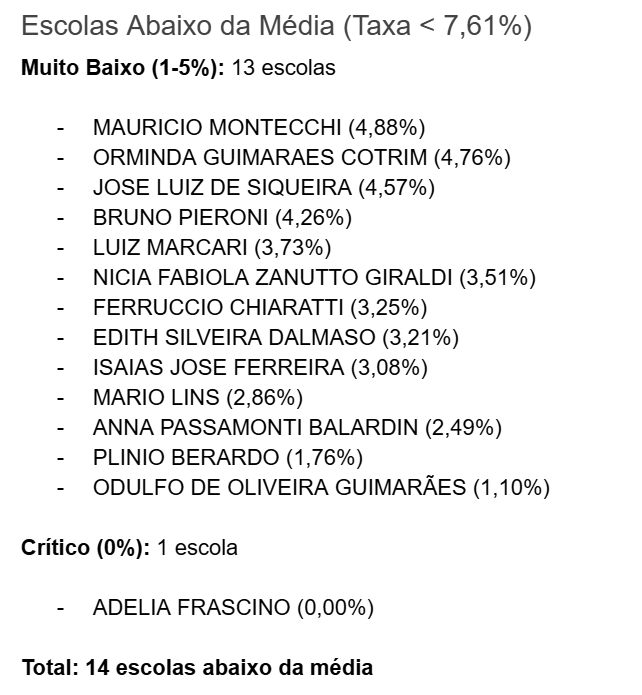 Escolas Abaixo da Média (Taxa < 7,61%)
Muito Baixo (1-5%): 13 escolas
- MAURICIO MONTECCHI (4,88%)
- ORMINDA GUIMARAES COTRIM (4,76%)
- JOSE LUIZ DE SIQUEIRA (4,57%)
- BRUNO PIERONI (4,26%)
- LUIZ MARCARI (3,73%)
- NICIA FABIOLA ZANUTTO GIRALDI (3,51%)
- FERRUCCIO CHIARATTI (3,25%)
- EDITH SILVEIRA DALMASO (3,21%)
- ISAIAS JOSE FERREIRA (3,08%)
- MARIO LINS (2,86%)
- ANNA PASSAMONTI BALARDIN (2,49%)
- PLINIO BERARDO (1,76%)
- ODULFO DE OLIVEIRA GUIMARÃES (1,10%)
Crítico (0%): 1 escola
- ADELIA FRASCINO (0,00%)
Total: 14 escolas abaixo da média